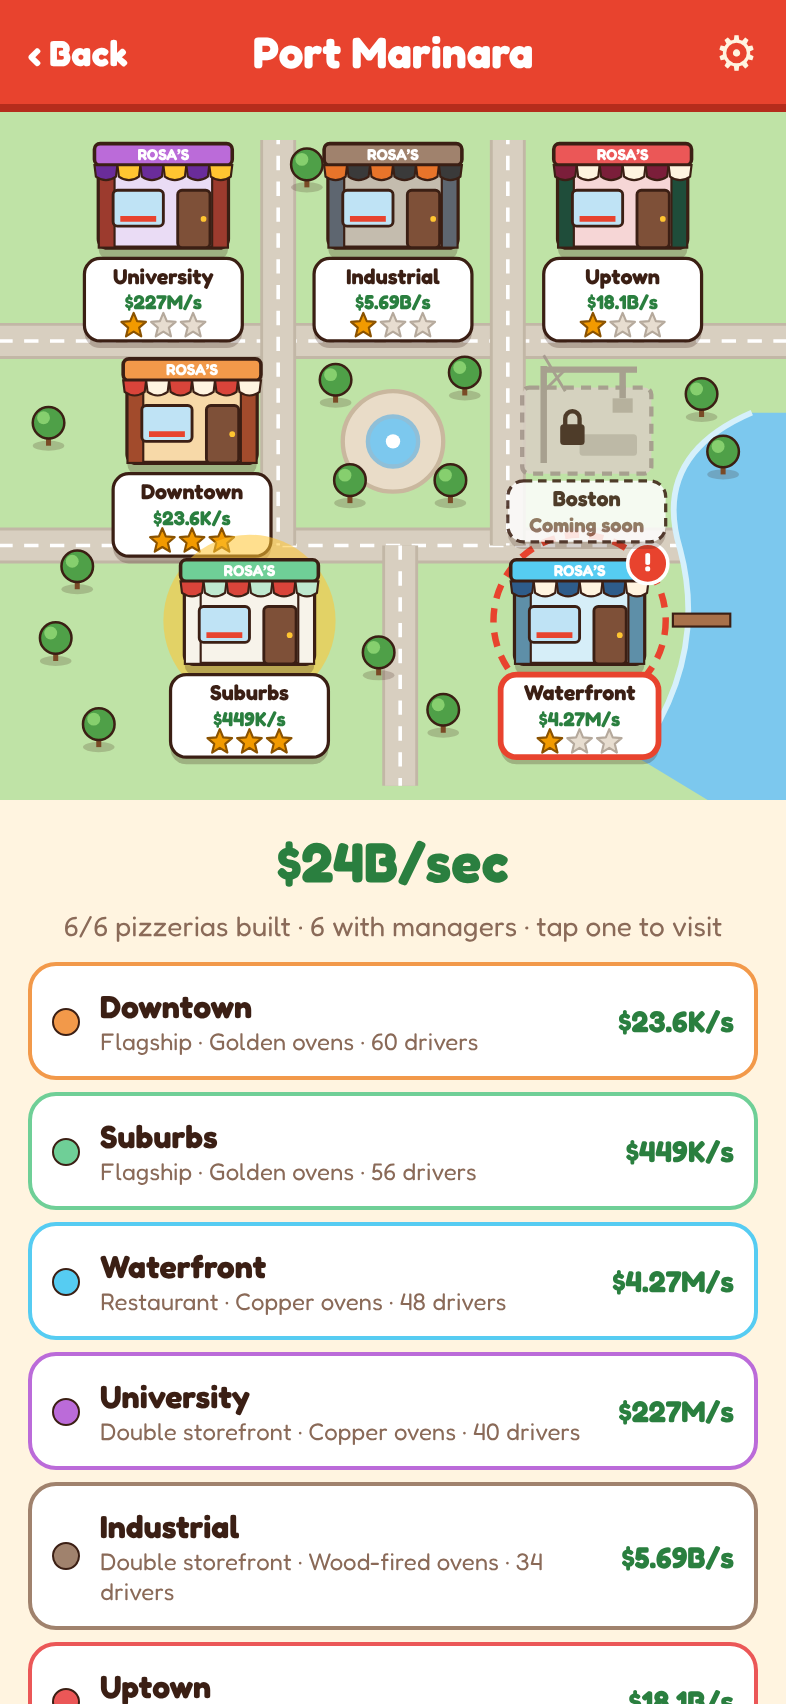 ‹ Back
Port Marinara
ROSA'S
ROSA'S
ROSA'S
University
$227M/s
Industrial
$5.69B/s
Uptown
$18.1B/s
ROSA'S
Downtown
$23.6K/s
Boston
Coming soon
ROSA'S
ROSA'S
!
Suburbs
$449K/s
Waterfront
$4.27M/s
$24B/sec
6/6 pizzerias built · 6 with managers · tap one to visit
Downtown
Flagship · Golden ovens · 60 drivers
$23.6K/s
Suburbs
Flagship · Golden ovens · 56 drivers
$449K/s
Waterfront
Restaurant · Copper ovens · 48 drivers
$4.27M/s
University
Double storefront · Copper ovens · 40 drivers
$227M/s
Industrial
Double storefront · Wood-fired ovens · 34
drivers
$5.69B/s
Uptown
$18.1B/s